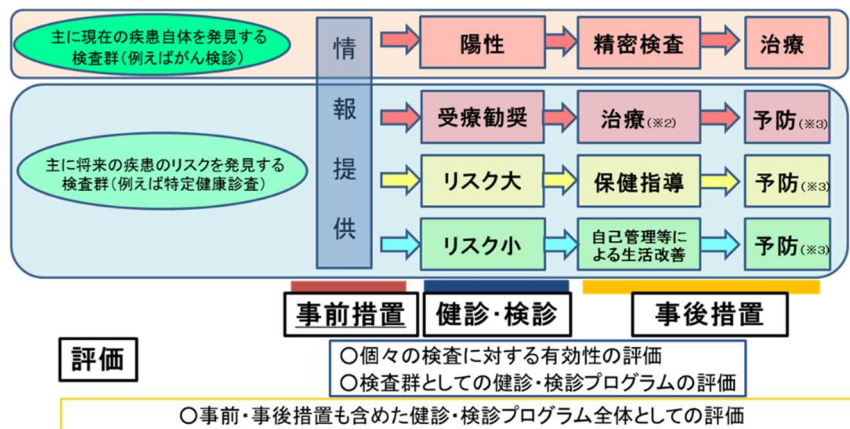 主に現在の疾患自体を発見する
検査群(例えばがん検診)
情報提供
陽性
精密検査
治療
主に将来の疾患のリスクを発見する
検査群(例えば特定健康診査)
受療勧奨
治療(※2)
予防(※3)
リスク大
保健指導
予防(※3)
リスク小
自己管理等に
よる生活改善
予防(※3)
事前措置
健診・検診
事後措置
評価
○個々の検査に対する有効性の評価
○検査群としての健診・検診プログラムの評価
○事前・事後措置も含めた健診・検診プログラム全体としての評価